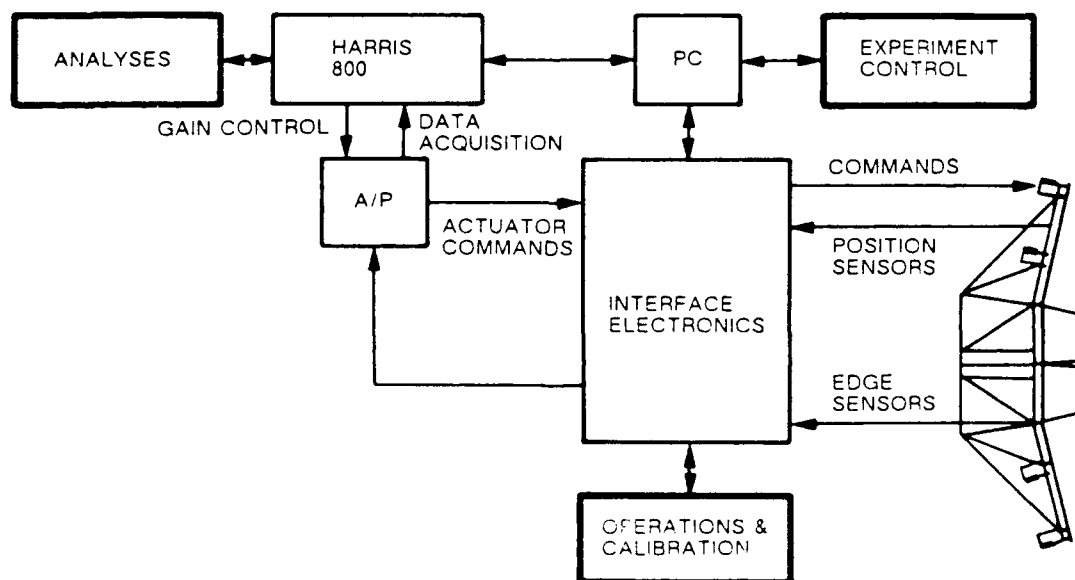 ANALYSES
HARRIS
800
PC
EXPERIMENT
CONTROL
GAIN CONTROL
DATA
ACQUISITION
A/P
ACTUATOR
COMMANDS
COMMANDS
POSITION
SENSORS
INTERFACE
ELECTRONICS
EDGE
SENSORS
OPERATIONS &
CALIBRATION